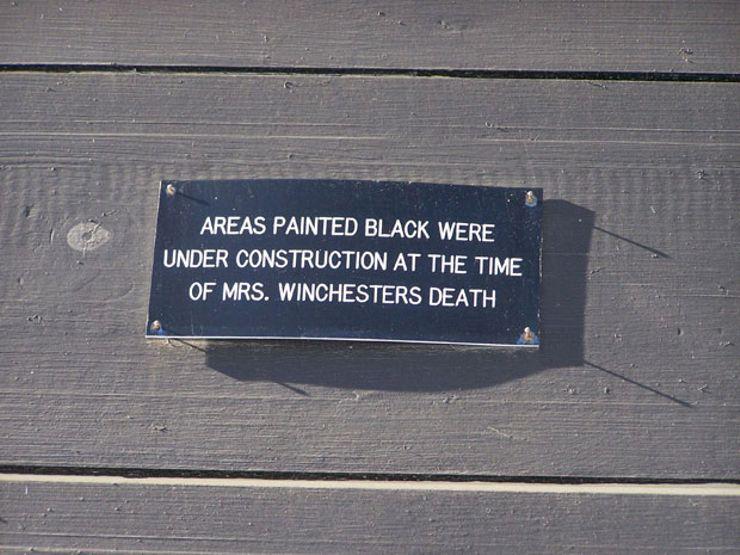 AREAS PAINTED BLACK WERE
UNDER CONSTRUCTION AT THE TIME
OF MRS. WINCHESTERS DEATH